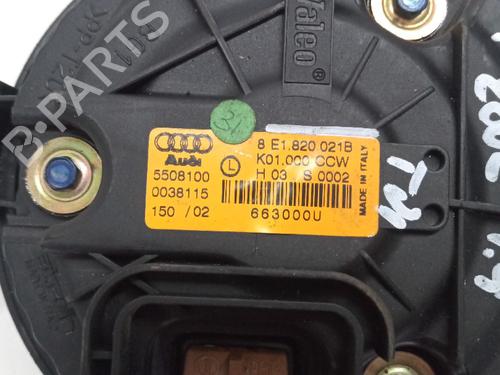 Valeo®
Audi
8 E1.820 021B
L
K01.000 CCW
5508100
H 03 S 0002
0038115
150 / 02
663000U
MADE IN ITALY
TM
B-Parts